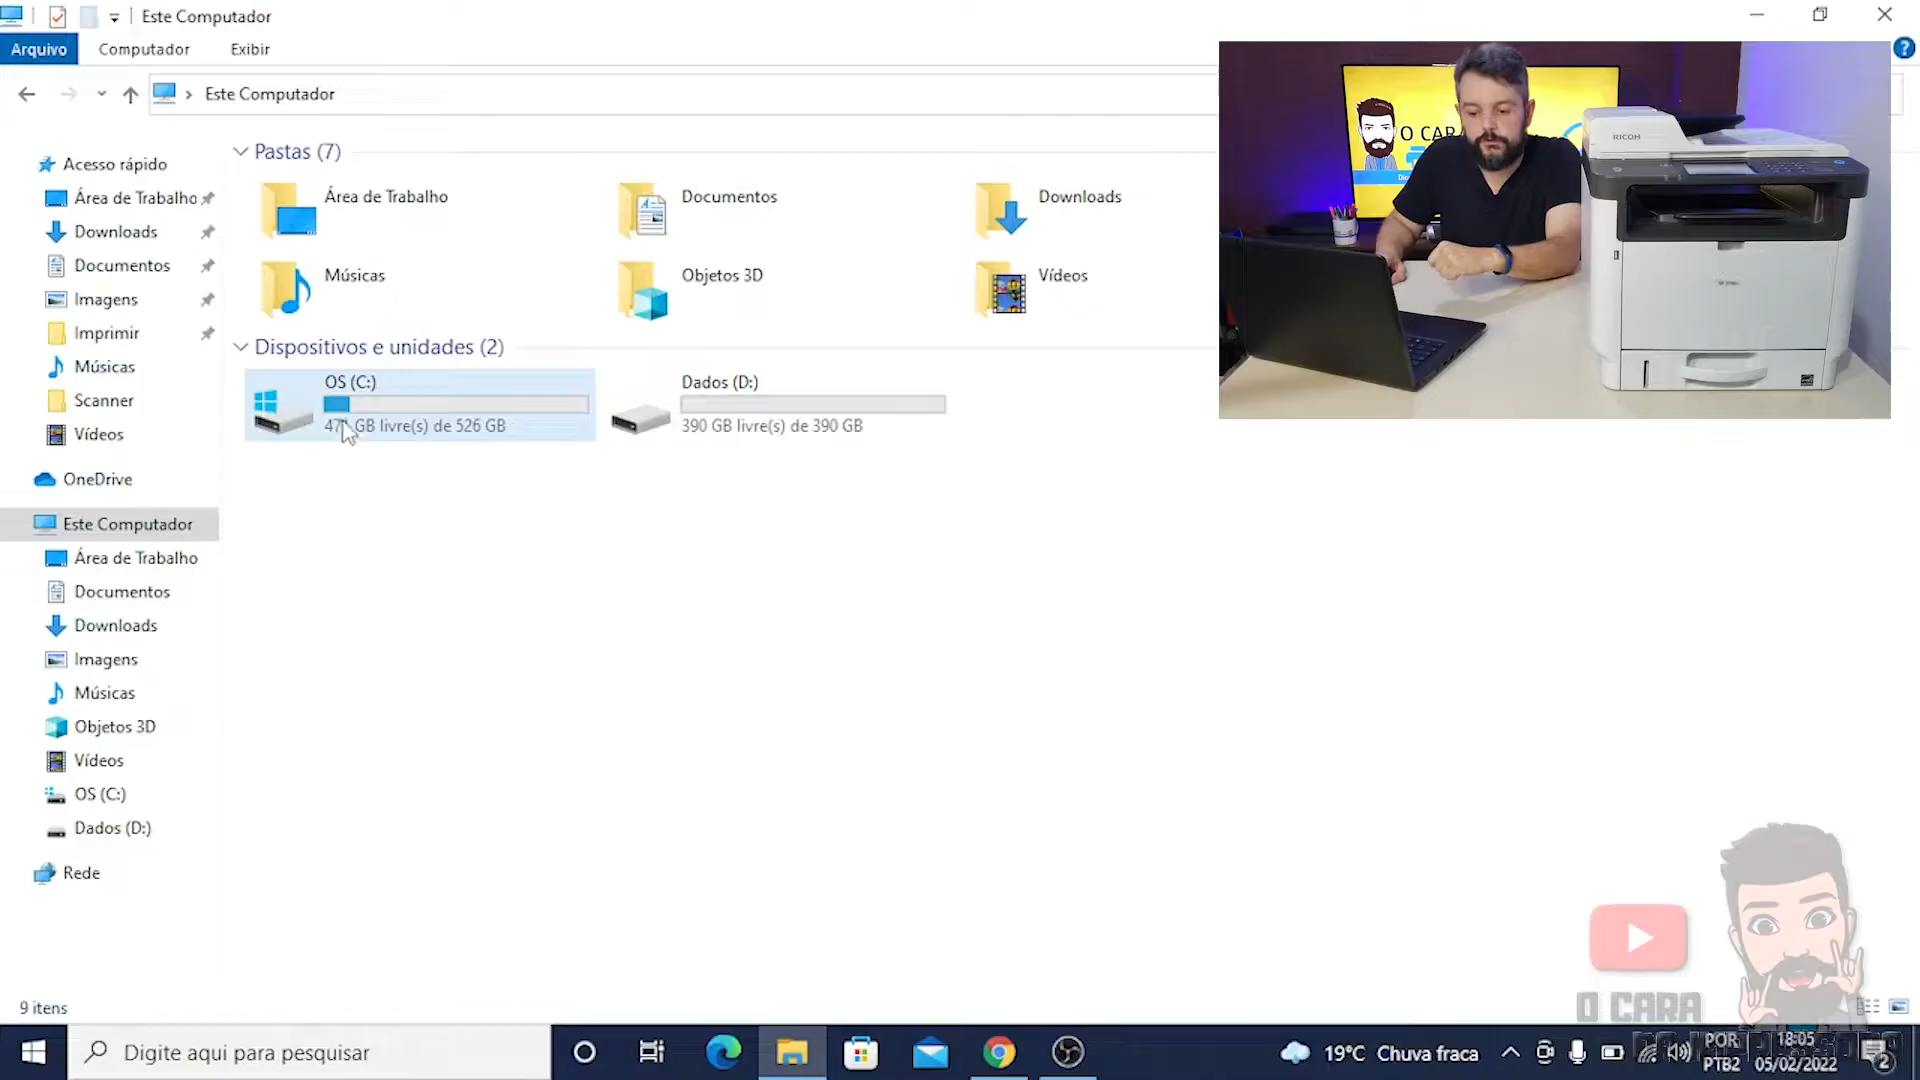 Este Computador
Arquivo
Computador
Exibir
Este Computador
Acesso rápido
Área de Trabalho
Downloads
Documentos
Imagens
Imprimir
Músicas
Scanner
Vídeos
OneDrive
Este Computador
Área de Trabalho
Documentos
Downloads
Imagens
Músicas
Objetos 3D
Vídeos
OS (C:)
Dados (D:)
Rede
Pastas (7)
Área de Trabalho
Documentos
Downloads
Músicas
Objetos 3D
Vídeos
Dispositivos e unidades (2)
OS (C:)
GB livre(s) de 526 GB
Dados (D:)
390 GB livre(s) de 390 GB
RICOH
9 itens
O CARA
Digite aqui para pesquisar
19°C Chuva fraca
POR
PTB2
18:05
05/02/2022
2